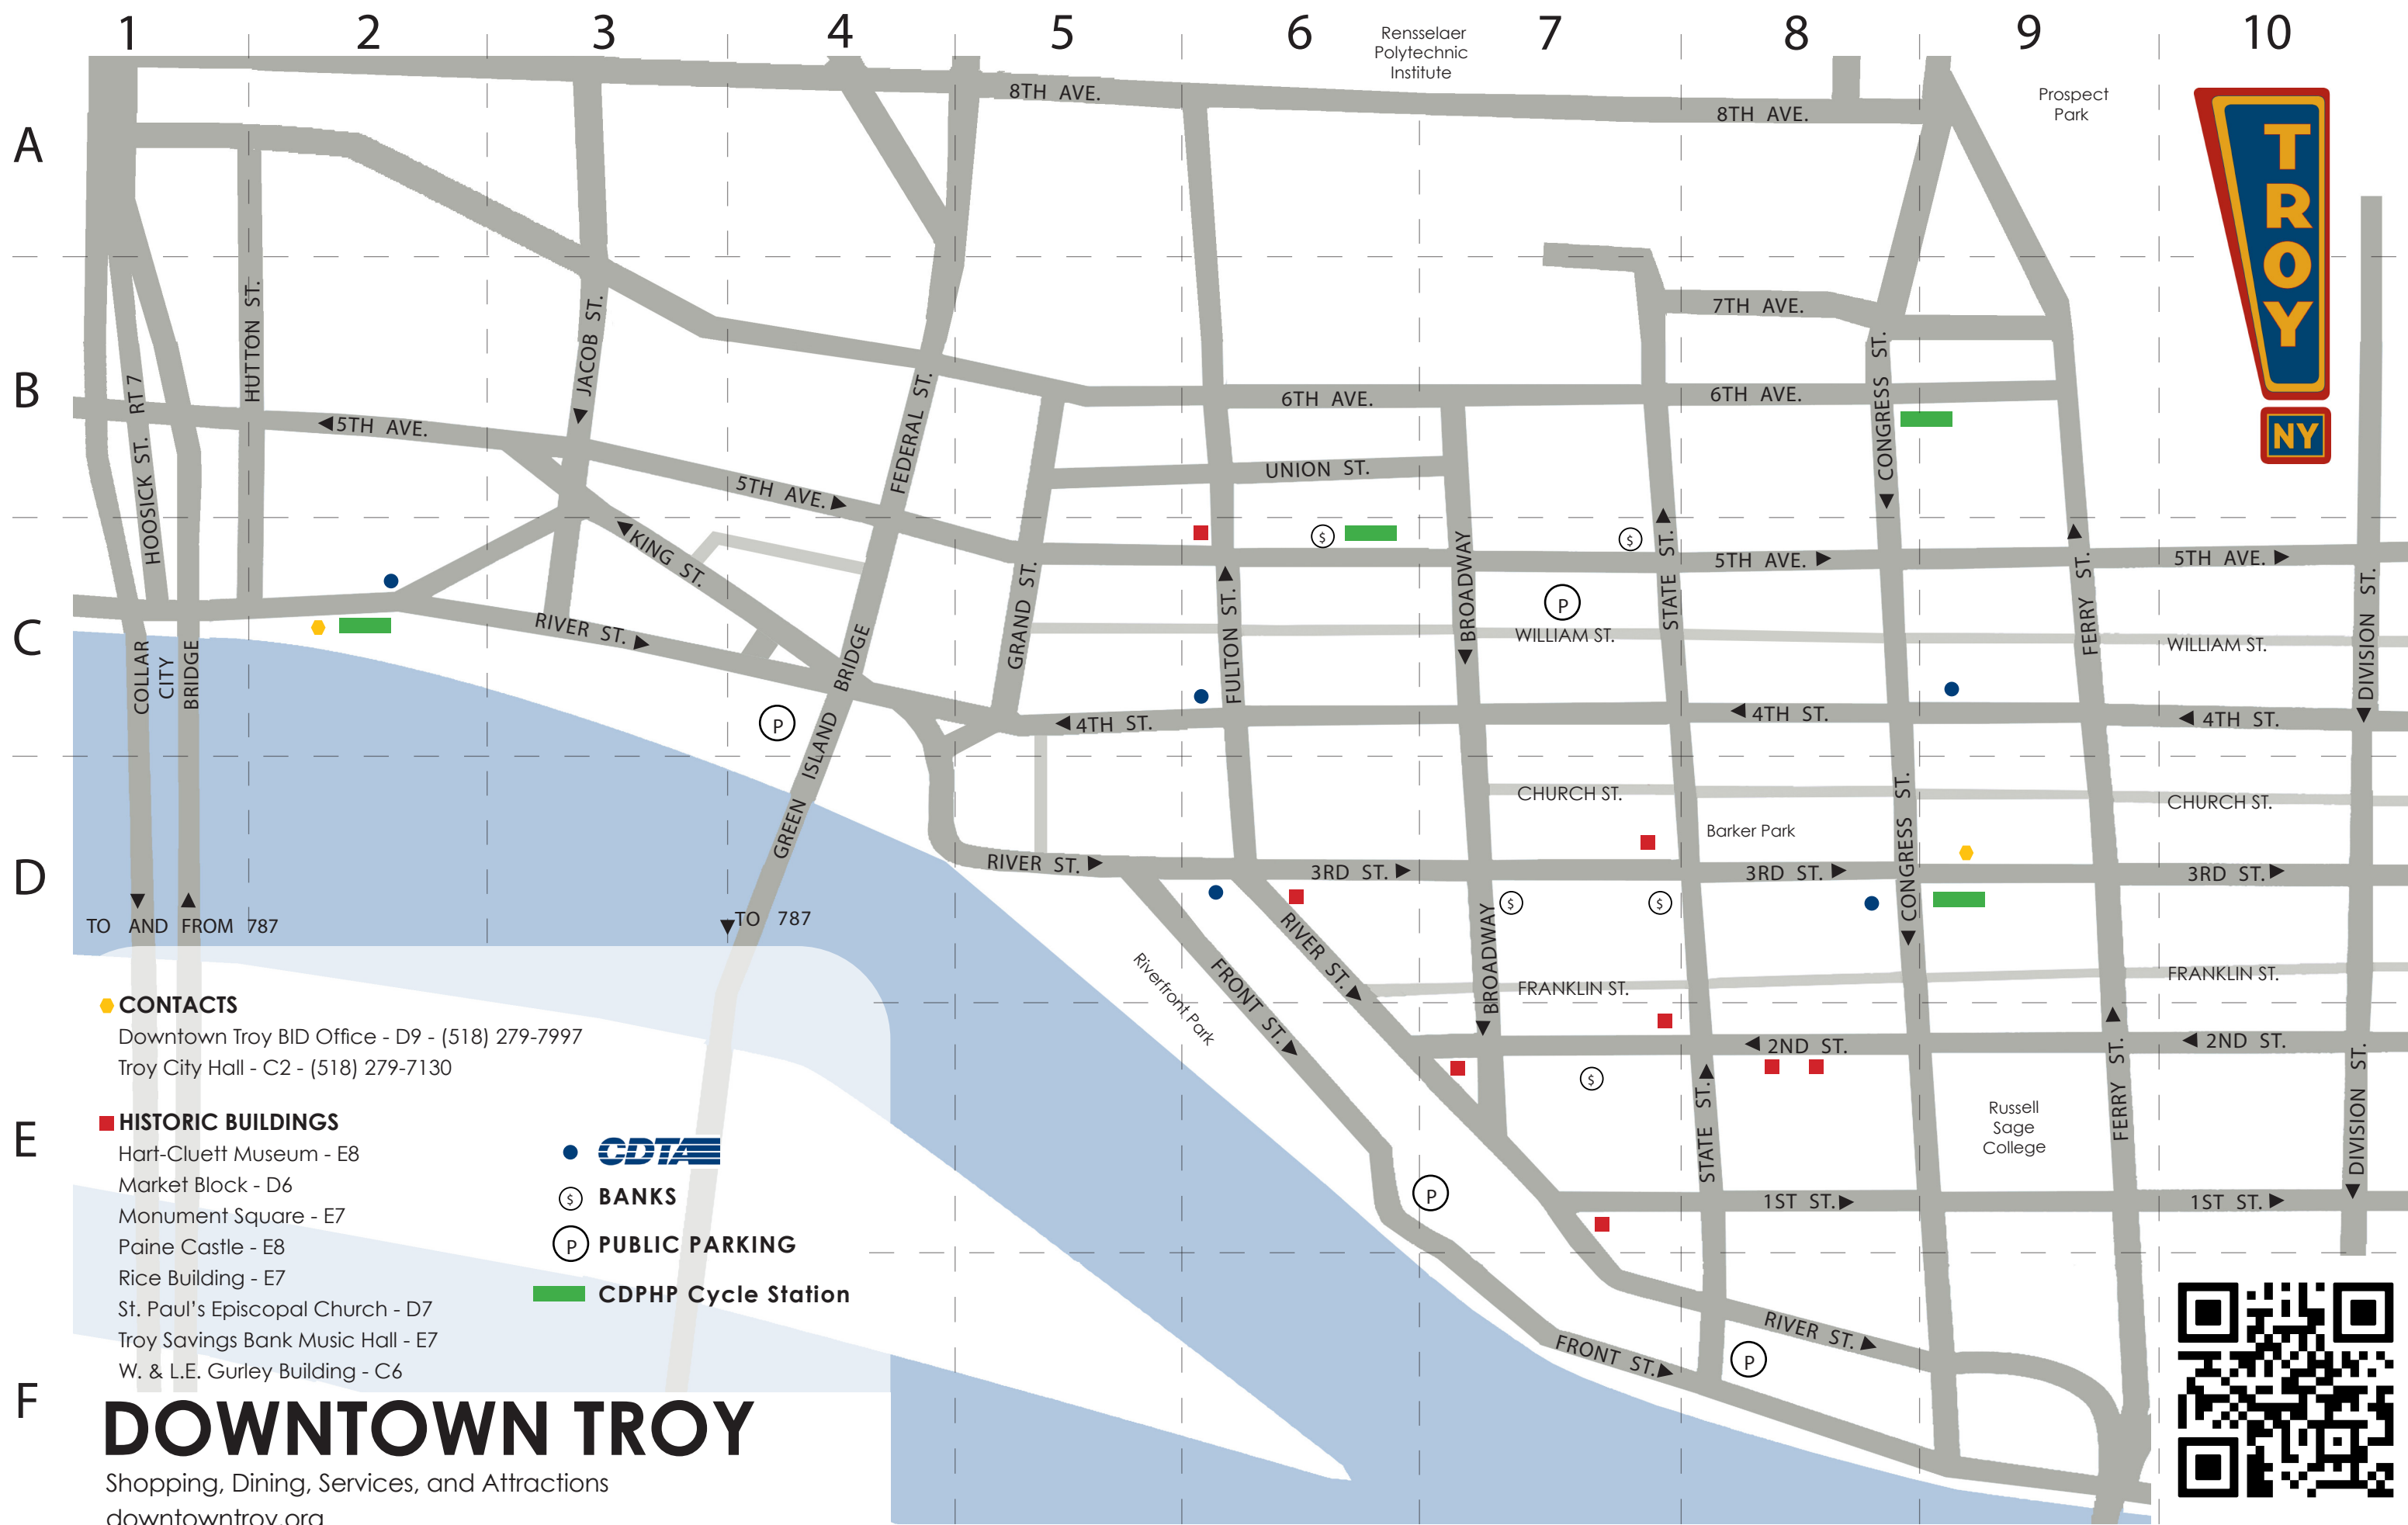 1 2 3 4 5 6 7 8 9 10
Rensselaer
Polytechnic
Institute
8TH AVE.
8TH AVE.
Prospect
Park
A
TROY
NY
7TH AVE.
HUTTON ST.
JACOB ST.
RT 7
HOOSICK ST.
B
5TH AVE.
FEDERAL ST.
6TH AVE.
6TH AVE.
CONGRESS ST.
UNION ST.
5TH AVE.
$
$
KING ST.
GRAND ST.
FULTON ST.
BROADWAY
STATE ST.
5TH AVE.
FERRY ST.
5TH AVE.
DIVISION ST.
P
C
RIVER ST.
WILLIAM ST.
WILLIAM ST.
COLLAR
CITY
BRIDGE
GREEN ISLAND BRIDGE
P
4TH ST.
4TH ST.
4TH ST.
CHURCH ST.
CHURCH ST.
Barker Park
CONGRESS ST.
D
RIVER ST.
3RD ST.
3RD ST.
3RD ST.
$
$
TO AND FROM 787
TO 787
RIVER ST.
BROADWAY
Riverfront Park
FRONT ST.
FRANKLIN ST.
FRANKLIN ST.
2ND ST.
2ND ST.
$
STATE ST.
FERRY ST.
DIVISION ST.
Russell
Sage
College
E
P
1ST ST.
1ST ST.
RIVER ST.
FRONT ST.
P
F
CONTACTS
Downtown Troy BID Office - D9 - (518) 279-7997
Troy City Hall - C2 - (518) 279-7130
HISTORIC BUILDINGS
Hart-Cluett Museum - E8
Market Block - D6
Monument Square - E7
Paine Castle - E8
Rice Building - E7
St. Paul's Episcopal Church - D7
Troy Savings Bank Music Hall - E7
W. & L.E. Gurley Building - C6
CDTA
$ BANKS
P PUBLIC PARKING
CDPHP Cycle Station
DOWNTOWN TROY
Shopping, Dining, Services, and Attractions
downtowntroy.org